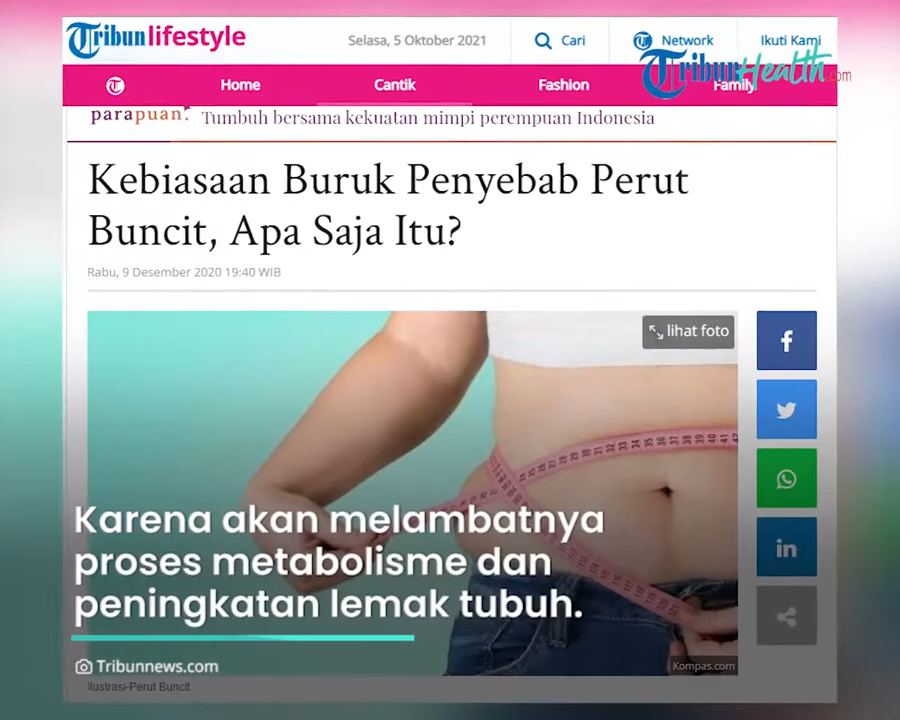 Tribunlifestyle
Selasa, 5 Oktober 2021
Cari
Network
Ikuti Kami
TribunHealth.com
Home
Cantik
Fashion
Family
parapuan.
Tumbuh bersama kekuatan mimpi perempuan Indonesia
Kebiasaan Buruk Penyebab Perut
Buncit, Apa Saja Itu?
Rabu, 9 Desember 2020 19:40 WIB
lihat foto
Karena akan melambatnya
proses metabolisme dan
peningkatan lemak tubuh.
Tribunnews.com
Kompas.com
Ilustrasi-Perut Buncit